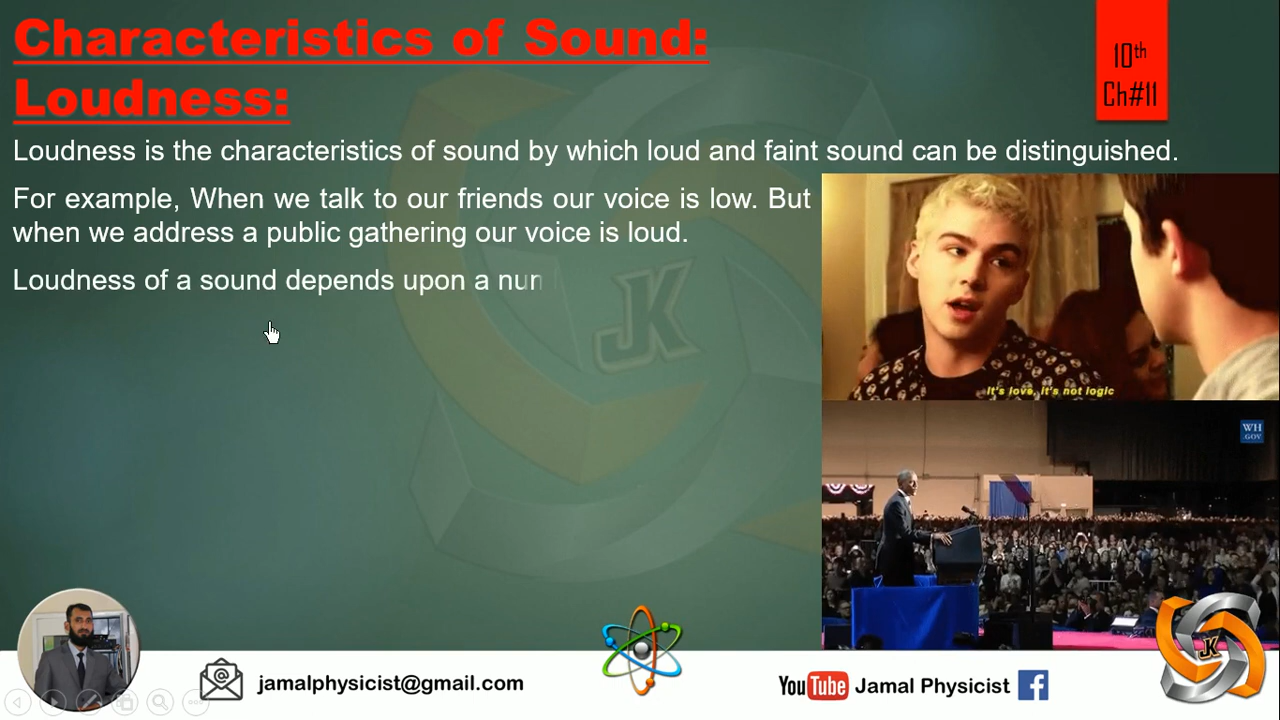 Characteristics of Sound:
Loudness:
10th
Ch#11
Loudness is the characteristics of sound by which loud and faint sound can be distinguished.
For example, When we talk to our friends our voice is low. But
when we address a public gathering our voice is loud.
Loudness of a sound depends upon a
JK
It's love, it's not logic
WH
.GOV
jamalphysicist@gmail.com
YouTube Jamal Physicist f
JK